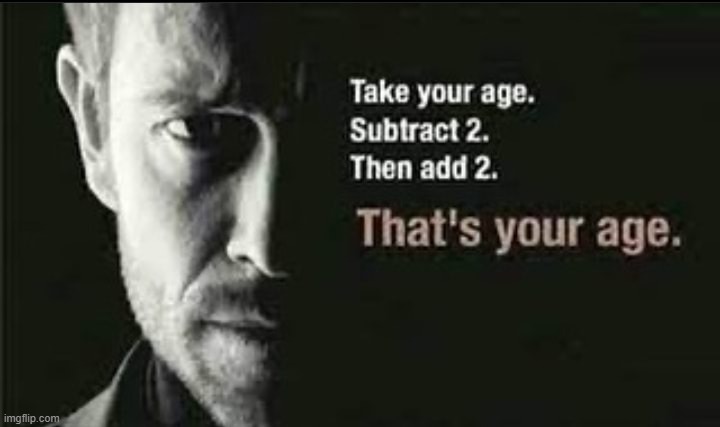 Take your age.
Subtract 2.
Then add 2.
That's your age.
imgflip.com